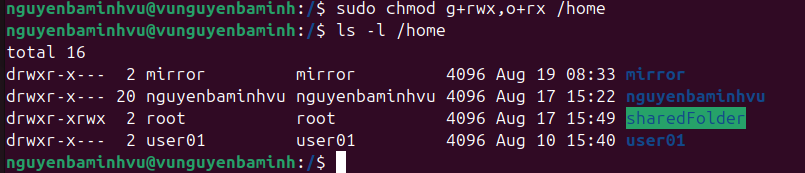 nguyenbaminhvu@vunguyenbaminh:/$ sudo chmod g+rwx,o+rx /home
nguyenbaminhvu@vunguyenbaminh:/$ ls -l /home
total 16
drwxr-x---  2 mirror         mirror         4096 Aug 19 08:33 mirror
drwxr-x--- 20 nguyenbaminhvu nguyenbaminhvu 4096 Aug 17 15:22 nguyenbaminhvu
drwxr-xrwx  2 root           root           4096 Aug 17 15:49 sharedFolder
drwxr-x---  2 user01         user01         4096 Aug 10 15:40 user01
nguyenbaminhvu@vunguyenbaminh:/$